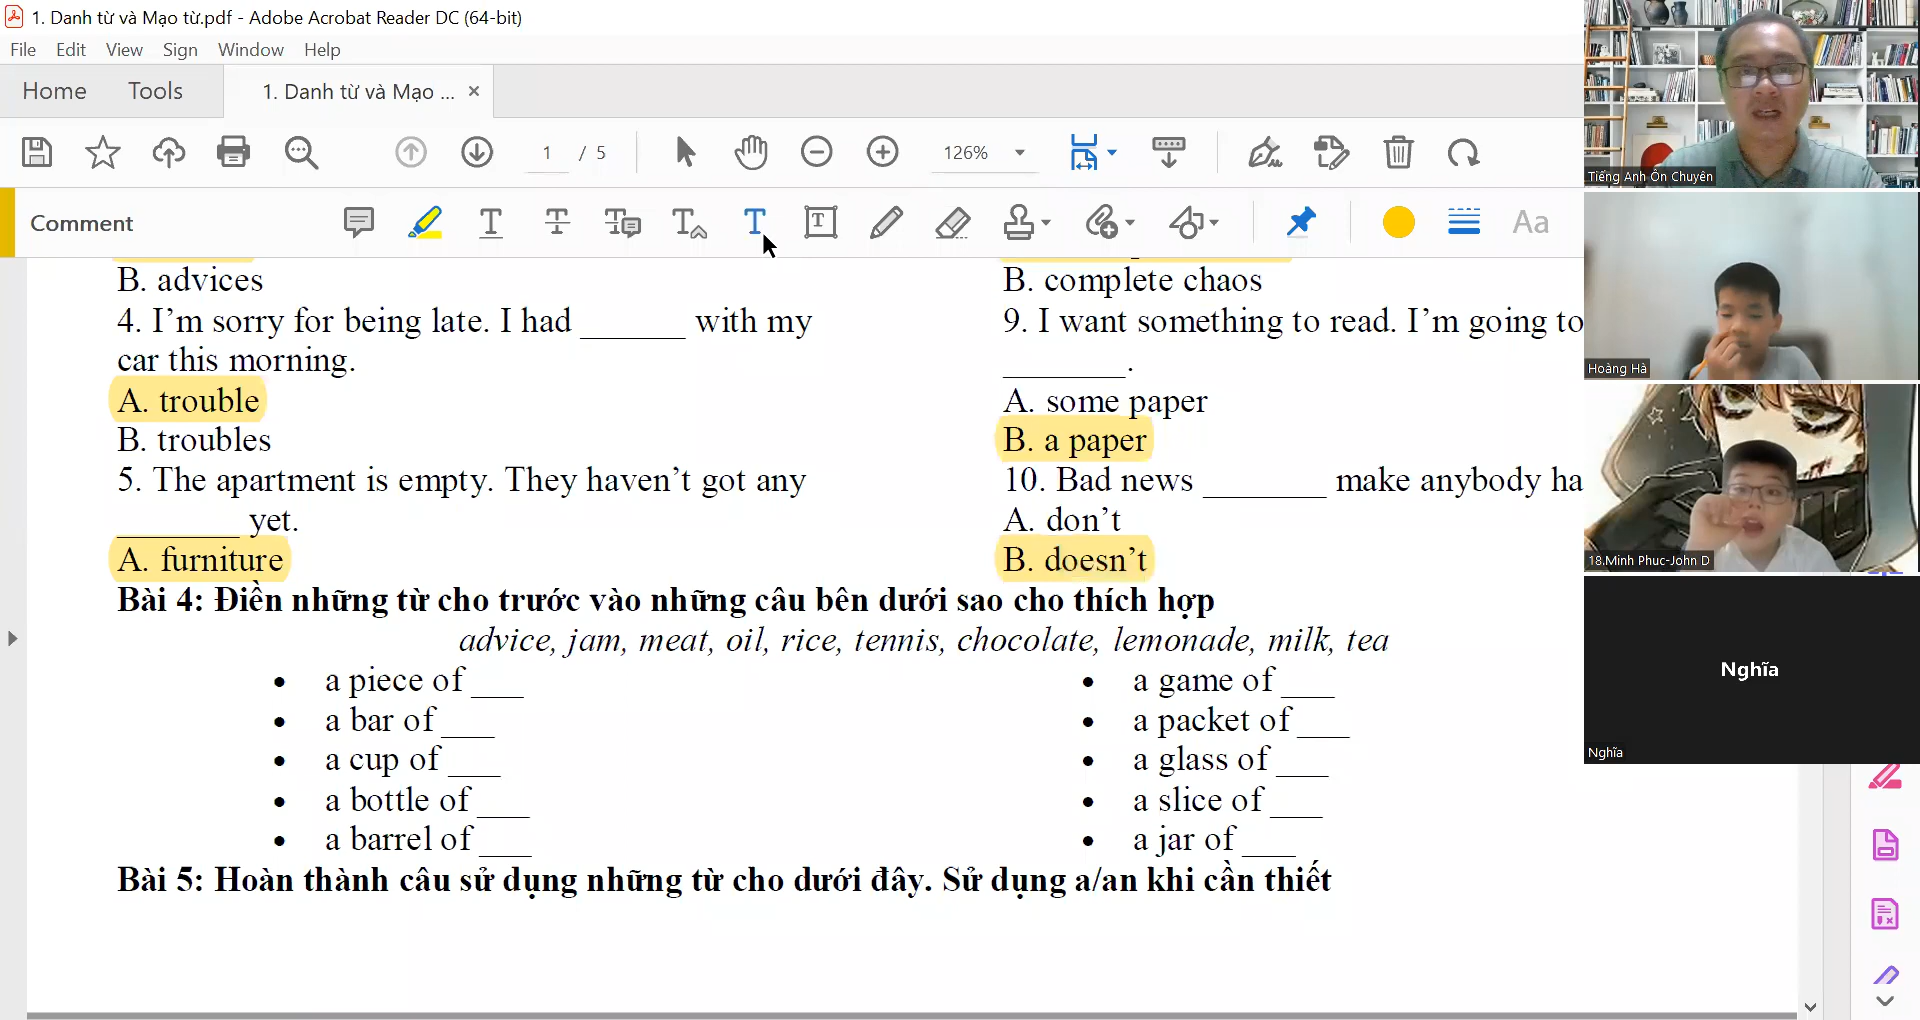 1. Danh từ và Mạo từ.pdf - Adobe Acrobat Reader DC (64-bit)
File Edit View Sign Window Help
Home Tools 1. Danh từ và Mạo ... ×
1 / 5 126%
Comment
Aa
B. advices
4. I’m sorry for being late. I had _______ with my
car this morning.
A. trouble
B. troubles
5. The apartment is empty. They haven’t got any
________ yet.
A. furniture
B. complete chaos
9. I want something to read. I’m going to
________.
A. some paper
B. a paper
10. Bad news ________ make anybody ha
A. don’t
B. doesn’t
Bài 4: Điền những từ cho trước vào những câu bên dưới sao cho thích hợp
advice, jam, meat, oil, rice, tennis, chocolate, lemonade, milk, tea
• a piece of ___
• a bar of ___
• a cup of ___
• a bottle of ___
• a barrel of ___
• a game of ___
• a packet of ___
• a glass of ___
• a slice of ___
• a jar of ___
Bài 5: Hoàn thành câu sử dụng những từ cho dưới đây. Sử dụng a/an khi cần thiết
Tiếng Anh Ôn Chuyên
Hoàng Hà
18.Minh Phuc-John D
Nghĩa
Nghĩa